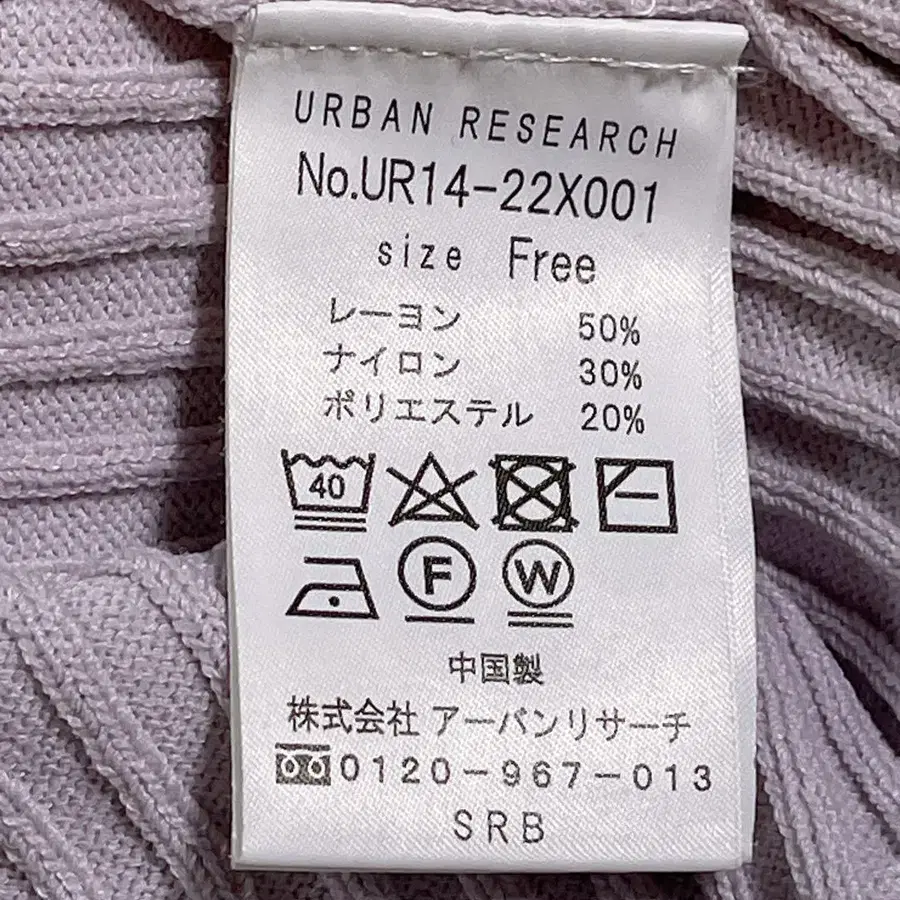 URBAN RESEARCH
No.UR14-22X001
size Free
レーヨン 50%
ナイロン 30%
ポリエステル 20%
40
F W
中国製
株式会社 アーバンリサーチ
0120-967-013
SRB